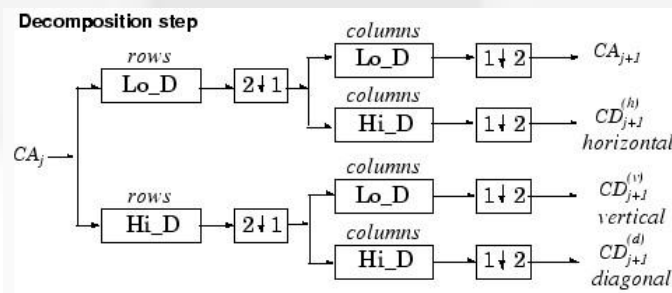 Decomposition step
rows
Lo_D
2↓1
columns
Lo_D
1↓2
CA_{j+1}
columns
Hi_D
1↓2
CD_{j+1}^{(h)}
horizontal
CA_j
rows
Hi_D
2↓1
columns
Lo_D
1↓2
CD_{j+1}^{(v)}
vertical
columns
Hi_D
1↓2
CD_{j+1}^{(d)}
diagonal